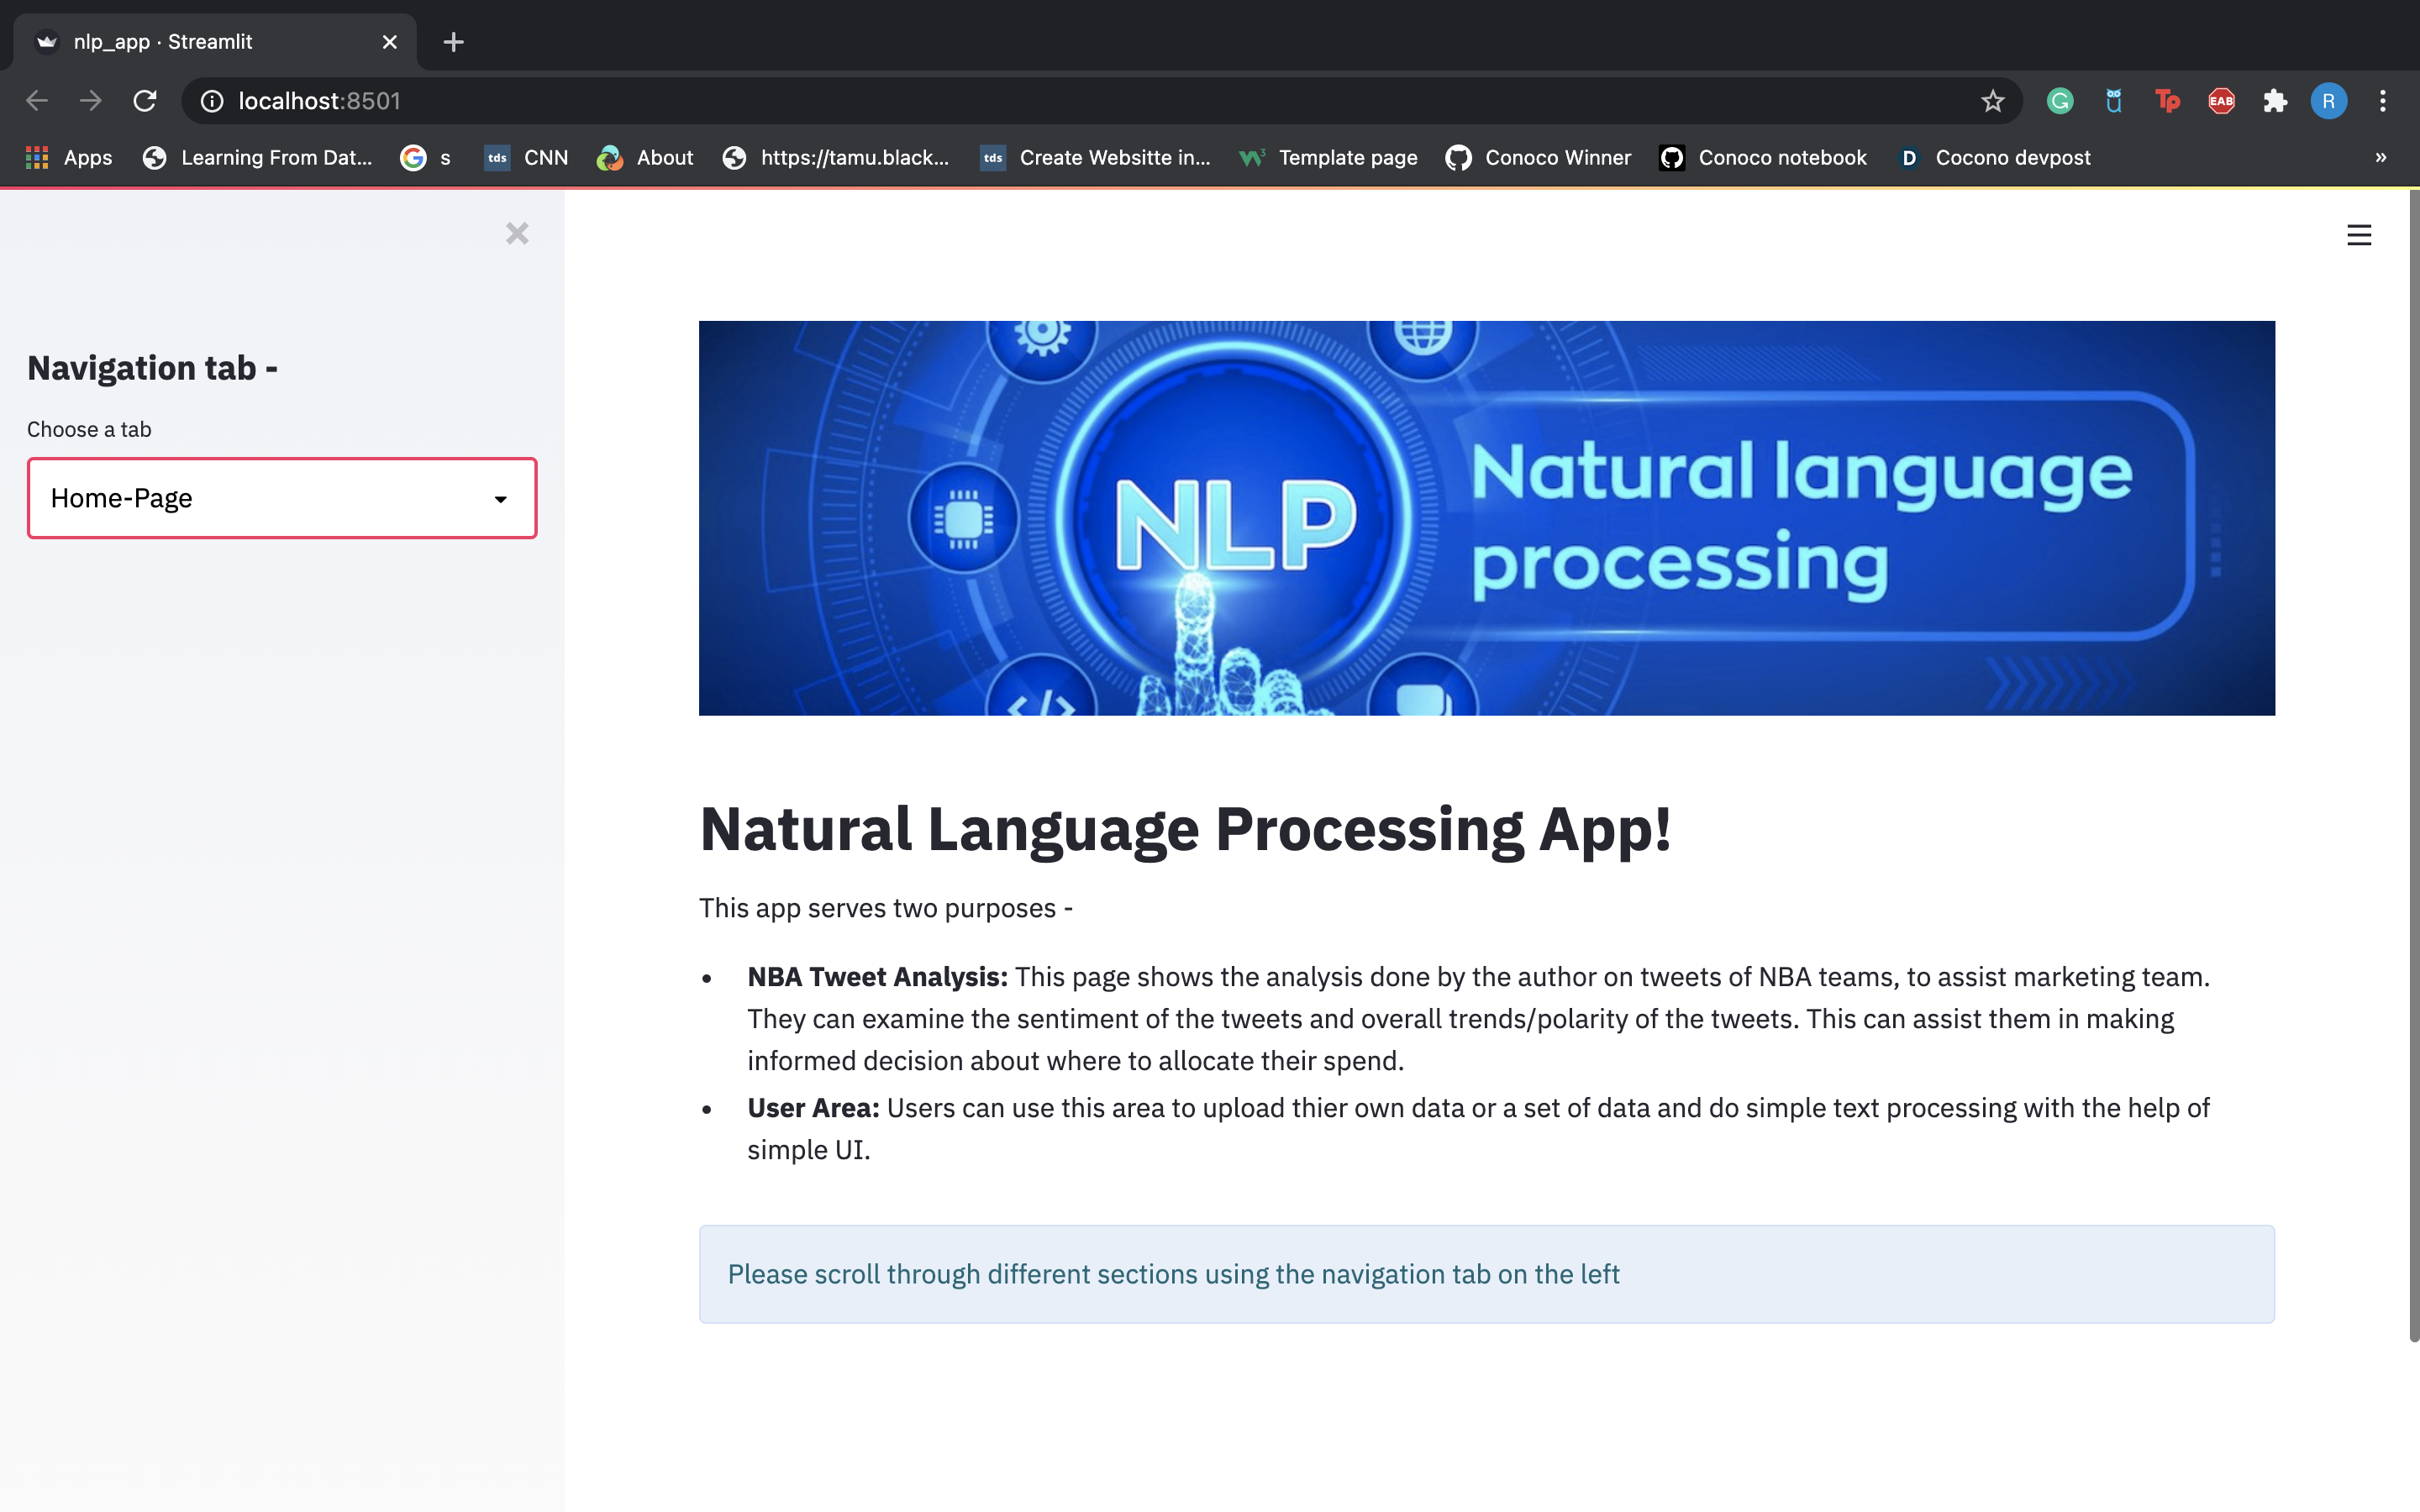 nlp_app · Streamlit
localhost:8501
R
Apps
Learning From Dat...
s
tds CNN
About
https://tamu.black...
tds Create Websitte in...
Template page
Conoco Winner
Conoco notebook
D Cocono devpost
»
Tp
EAB
Navigation tab -
Choose a tab
Home-Page
NLP
Natural language
processing
Natural Language Processing App!
This app serves two purposes -
• NBA Tweet Analysis: This page shows the analysis done by the author on tweets of NBA teams, to assist marketing team.
They can examine the sentiment of the tweets and overall trends/polarity of the tweets. This can assist them in making
informed decision about where to allocate their spend.
• User Area: Users can use this area to upload thier own data or a set of data and do simple text processing with the help of
simple UI.
Please scroll through different sections using the navigation tab on the left